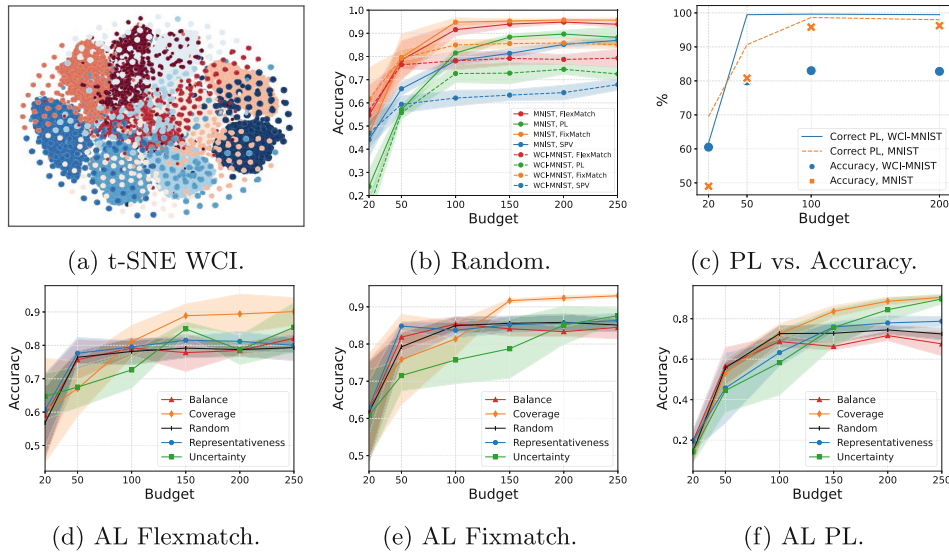 (a) t-SNE WCI.
Accuracy
1.0
0.9
0.8
0.7
0.6
0.5
0.4
0.3
0.2
MNIST, FlexMatch
MNIST, PL
MNIST, FixMatch
MNIST, SPV
WCI-MNIST, FlexMatch
WCI-MNIST, PL
WCI-MNIST, FixMatch
WCI-MNIST, SPV
20 50 100 150 200 250
Budget
(b) Random.
%
100
90
80
70
60
50
Correct PL, WCI-MNIST
Correct PL, MNIST
Accuracy, WCI-MNIST
Accuracy, MNIST
20 50 100 200
Budget
(c) PL vs. Accuracy.
Accuracy
0.9
0.8
0.7
0.6
0.5
Balance
Coverage
Random
Representativeness
Uncertainty
20 50 100 150 200 250
Budget
(d) AL Flexmatch.
Accuracy
0.9
0.8
0.7
0.6
0.5
Balance
Coverage
Random
Representativeness
Uncertainty
20 50 100 150 200 250
Budget
(e) AL Fixmatch.
Accuracy
0.8
0.6
0.4
0.2
Balance
Coverage
Random
Representativeness
Uncertainty
20 50 100 150 200 250
Budget
(f) AL PL.